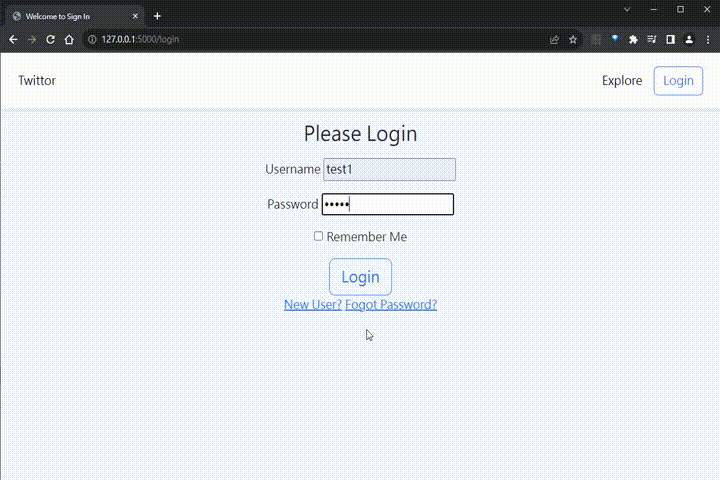 Welcome to Sign In
127.0.0.1:5000/login
Twittor
Explore Login
Please Login
Username test1
Password •••••
Remember Me
Login
New User? Fogot Password?